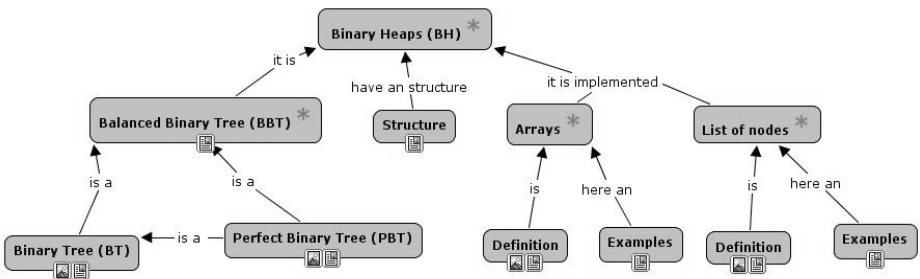 Binary Heaps (BH) *
it is
have an structure
it is implemented
Balanced Binary Tree (BBT) *
Structure
Arrays *
List of nodes *
is a
is a
is
here an
is
here an
Binary Tree (BT)
is a
Perfect Binary Tree (PBT)
Definition
Examples
Definition
Examples